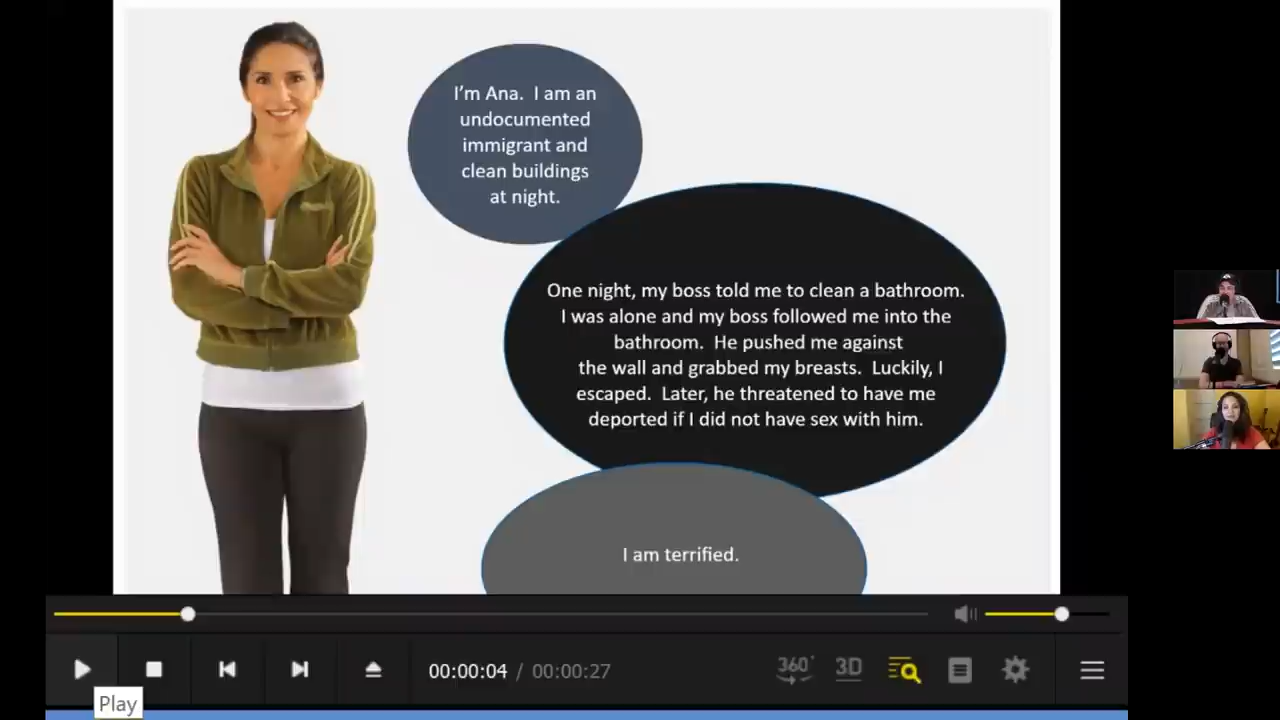 I'm Ana.  I am an
undocumented
immigrant and
clean buildings
at night.
One night, my boss told me to clean a bathroom.
I was alone and my boss followed me into the
bathroom.  He pushed me against
the wall and grabbed my breasts.  Luckily, I
escaped.  Later, he threatened to have me
deported if I did not have sex with him.
I am terrified.
00:00:04 / 00:00:27
360°
3D
Play